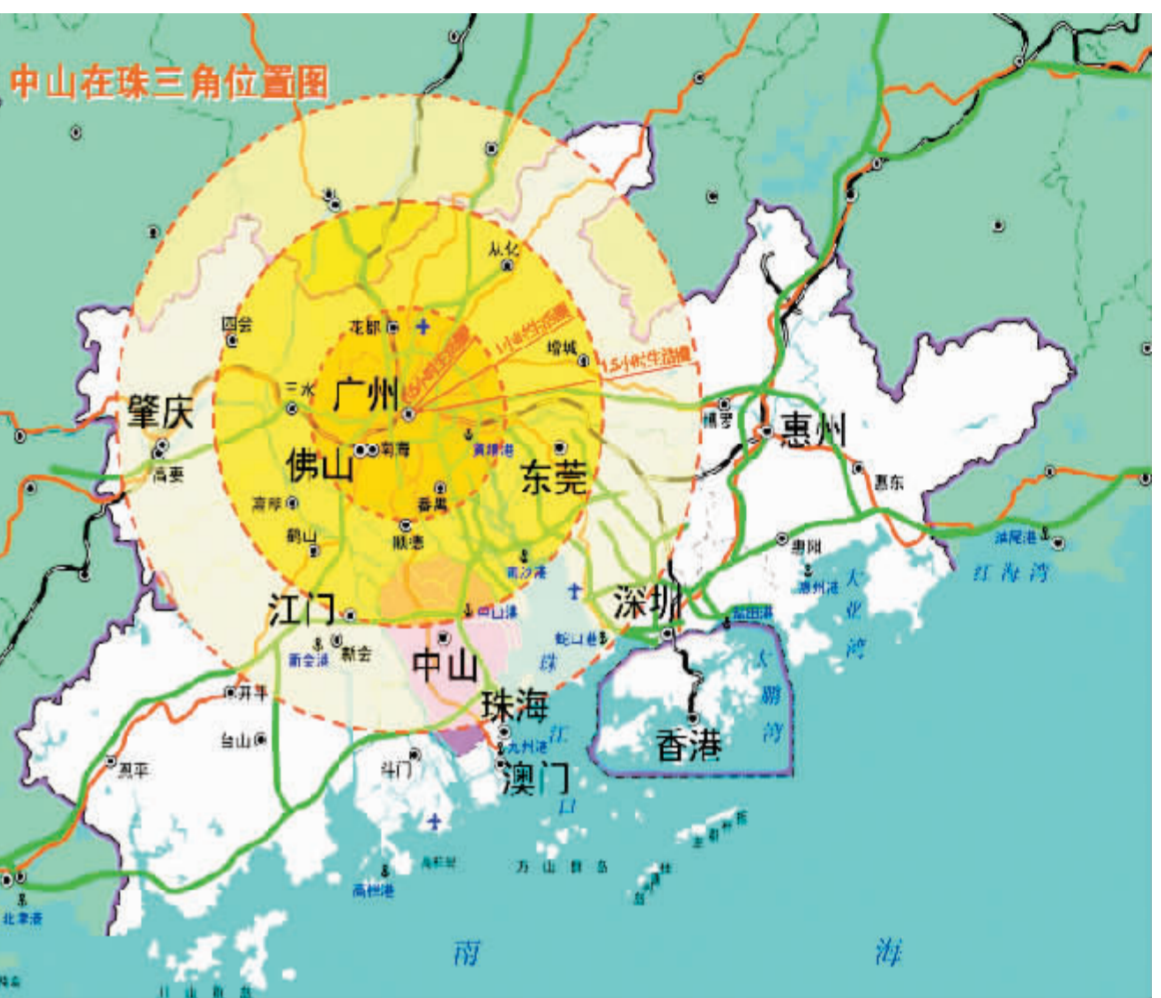 中山在珠三角位置图
从化
四会
花都
1小时生活圈
增城
1.5小时生活圈
三水
广州
肇庆
博罗
惠州
佛山
南海
黄埔港
东莞
高要
惠东
番禺
高明
鹤山
顺德
惠阳
汕尾港
红海湾
南沙港
惠州港
大亚湾
深圳
江门
中山港
盐田港
蛇口港
新会港
新会
中山
珠江口
大鹏湾
开平
珠海
台山
九州港
香港
恩平
斗门
澳门
万山群岛
高栏港
北津港
南海